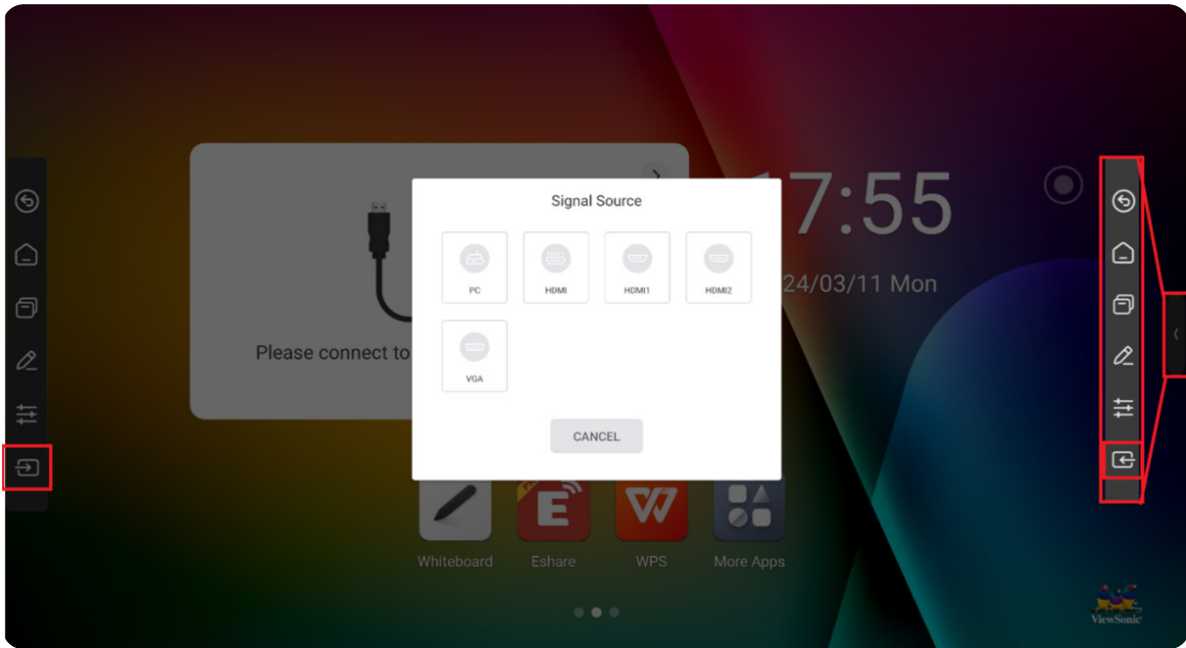 Signal Source
PC
HDMI
HDMI1
HDMI2
VGA
CANCEL
7:55
24/03/11 Mon
Please connect to
Whiteboard
Eshare
WPS
More Apps
ViewSonic